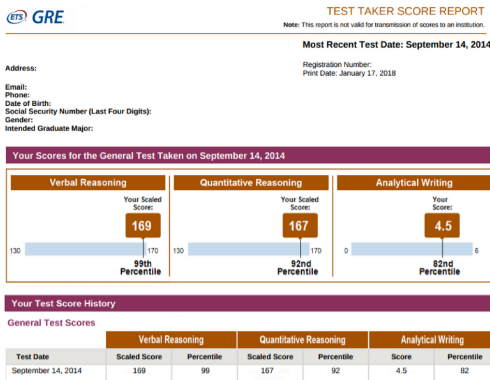 ETS GRE
TEST TAKER SCORE REPORT
Note: This report is not valid for transmission of scores to an institution.
Most Recent Test Date: September 14, 2014
Address:
Registration Number:
Print Date: January 17, 2018
Email:
Phone:
Date of Birth:
Social Security Number (Last Four Digits):
Gender:
Intended Graduate Major:
Your Scores for the General Test Taken on September 14, 2014
Verbal Reasoning Quantitative Reasoning Analytical Writing
Your Scaled Score: Your Scaled Score: Your Score:
169 167 4.5
130 170 130 170 0 6
99th Percentile 92nd Percentile 82nd Percentile
Your Test Score History
General Test Scores
Verbal Reasoning Quantitative Reasoning Analytical Writing
Test Date Scaled Score Percentile Scaled Score Percentile Score Percentile
September 14, 2014 169 99 167 92 4.5 82